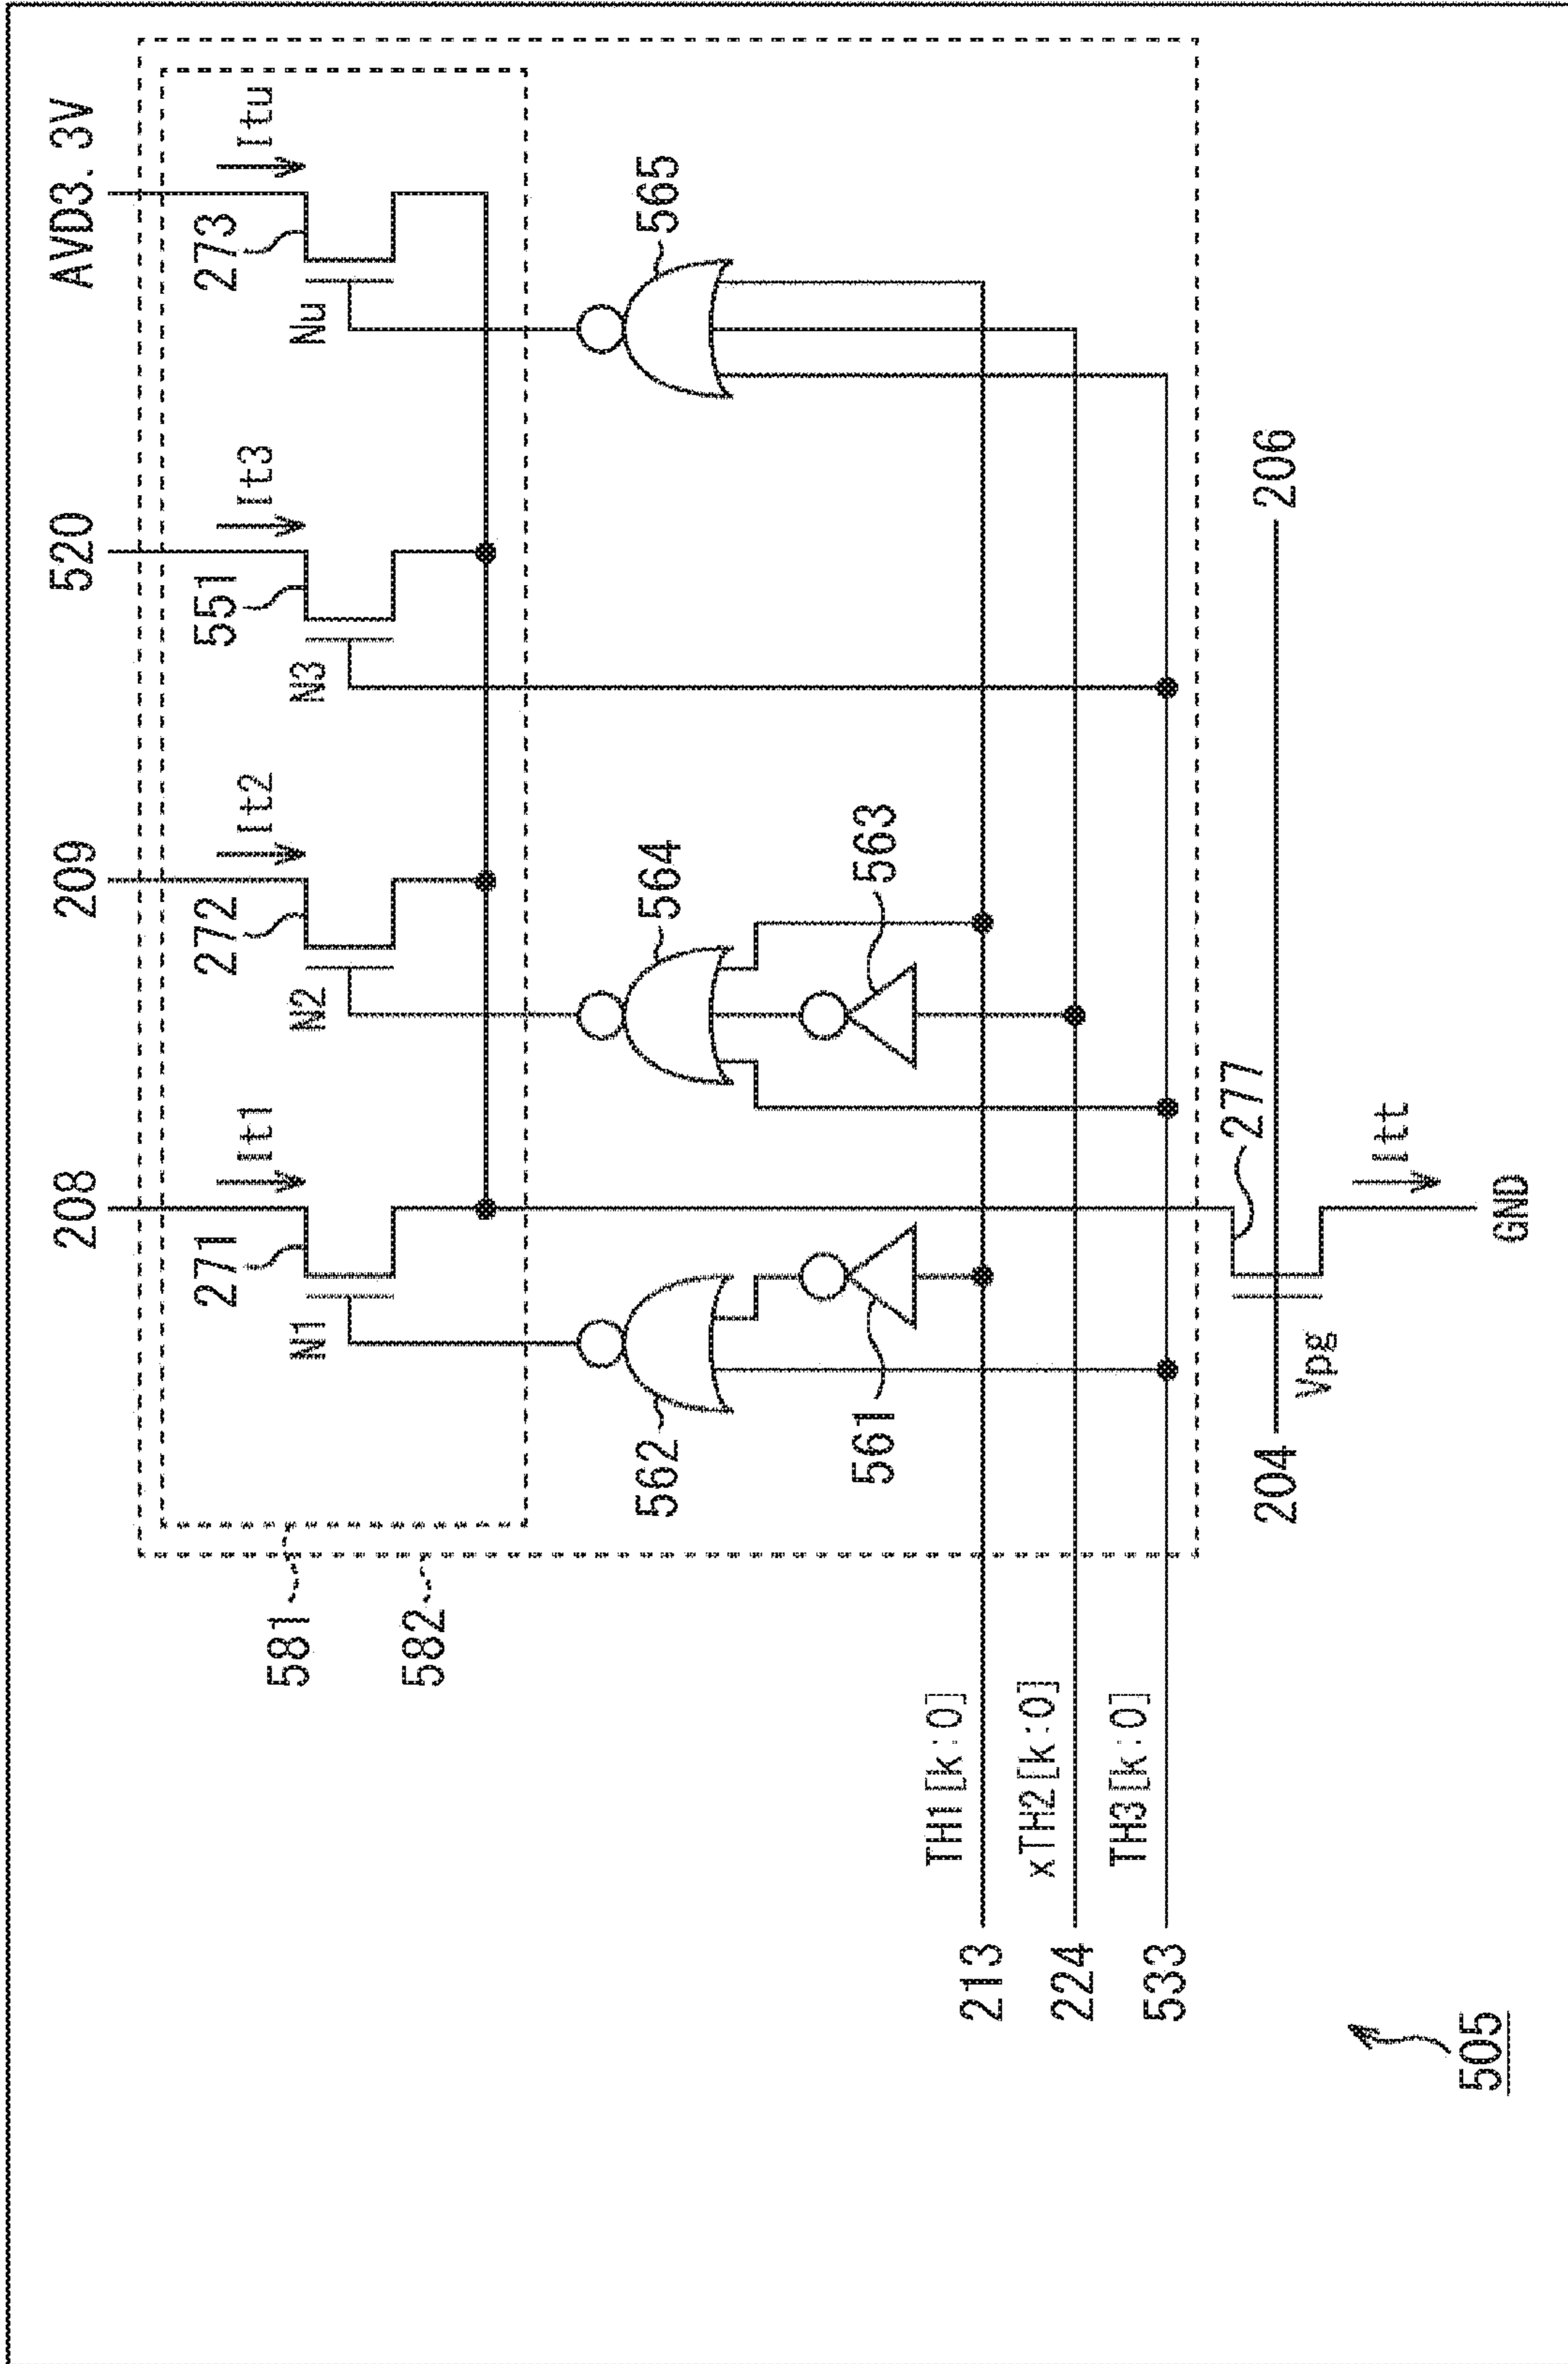 208
209
520
AVD3. 3V
271
It1
272
It2
551
It3
273
Itu
N1
N2
N3
Nu
581
582
562
564
565
561
563
TH1[k:0]
xTH2[k:0]
TH3[k:0]
213
224
533
277
204
206
Vpg
Itt
GND
505